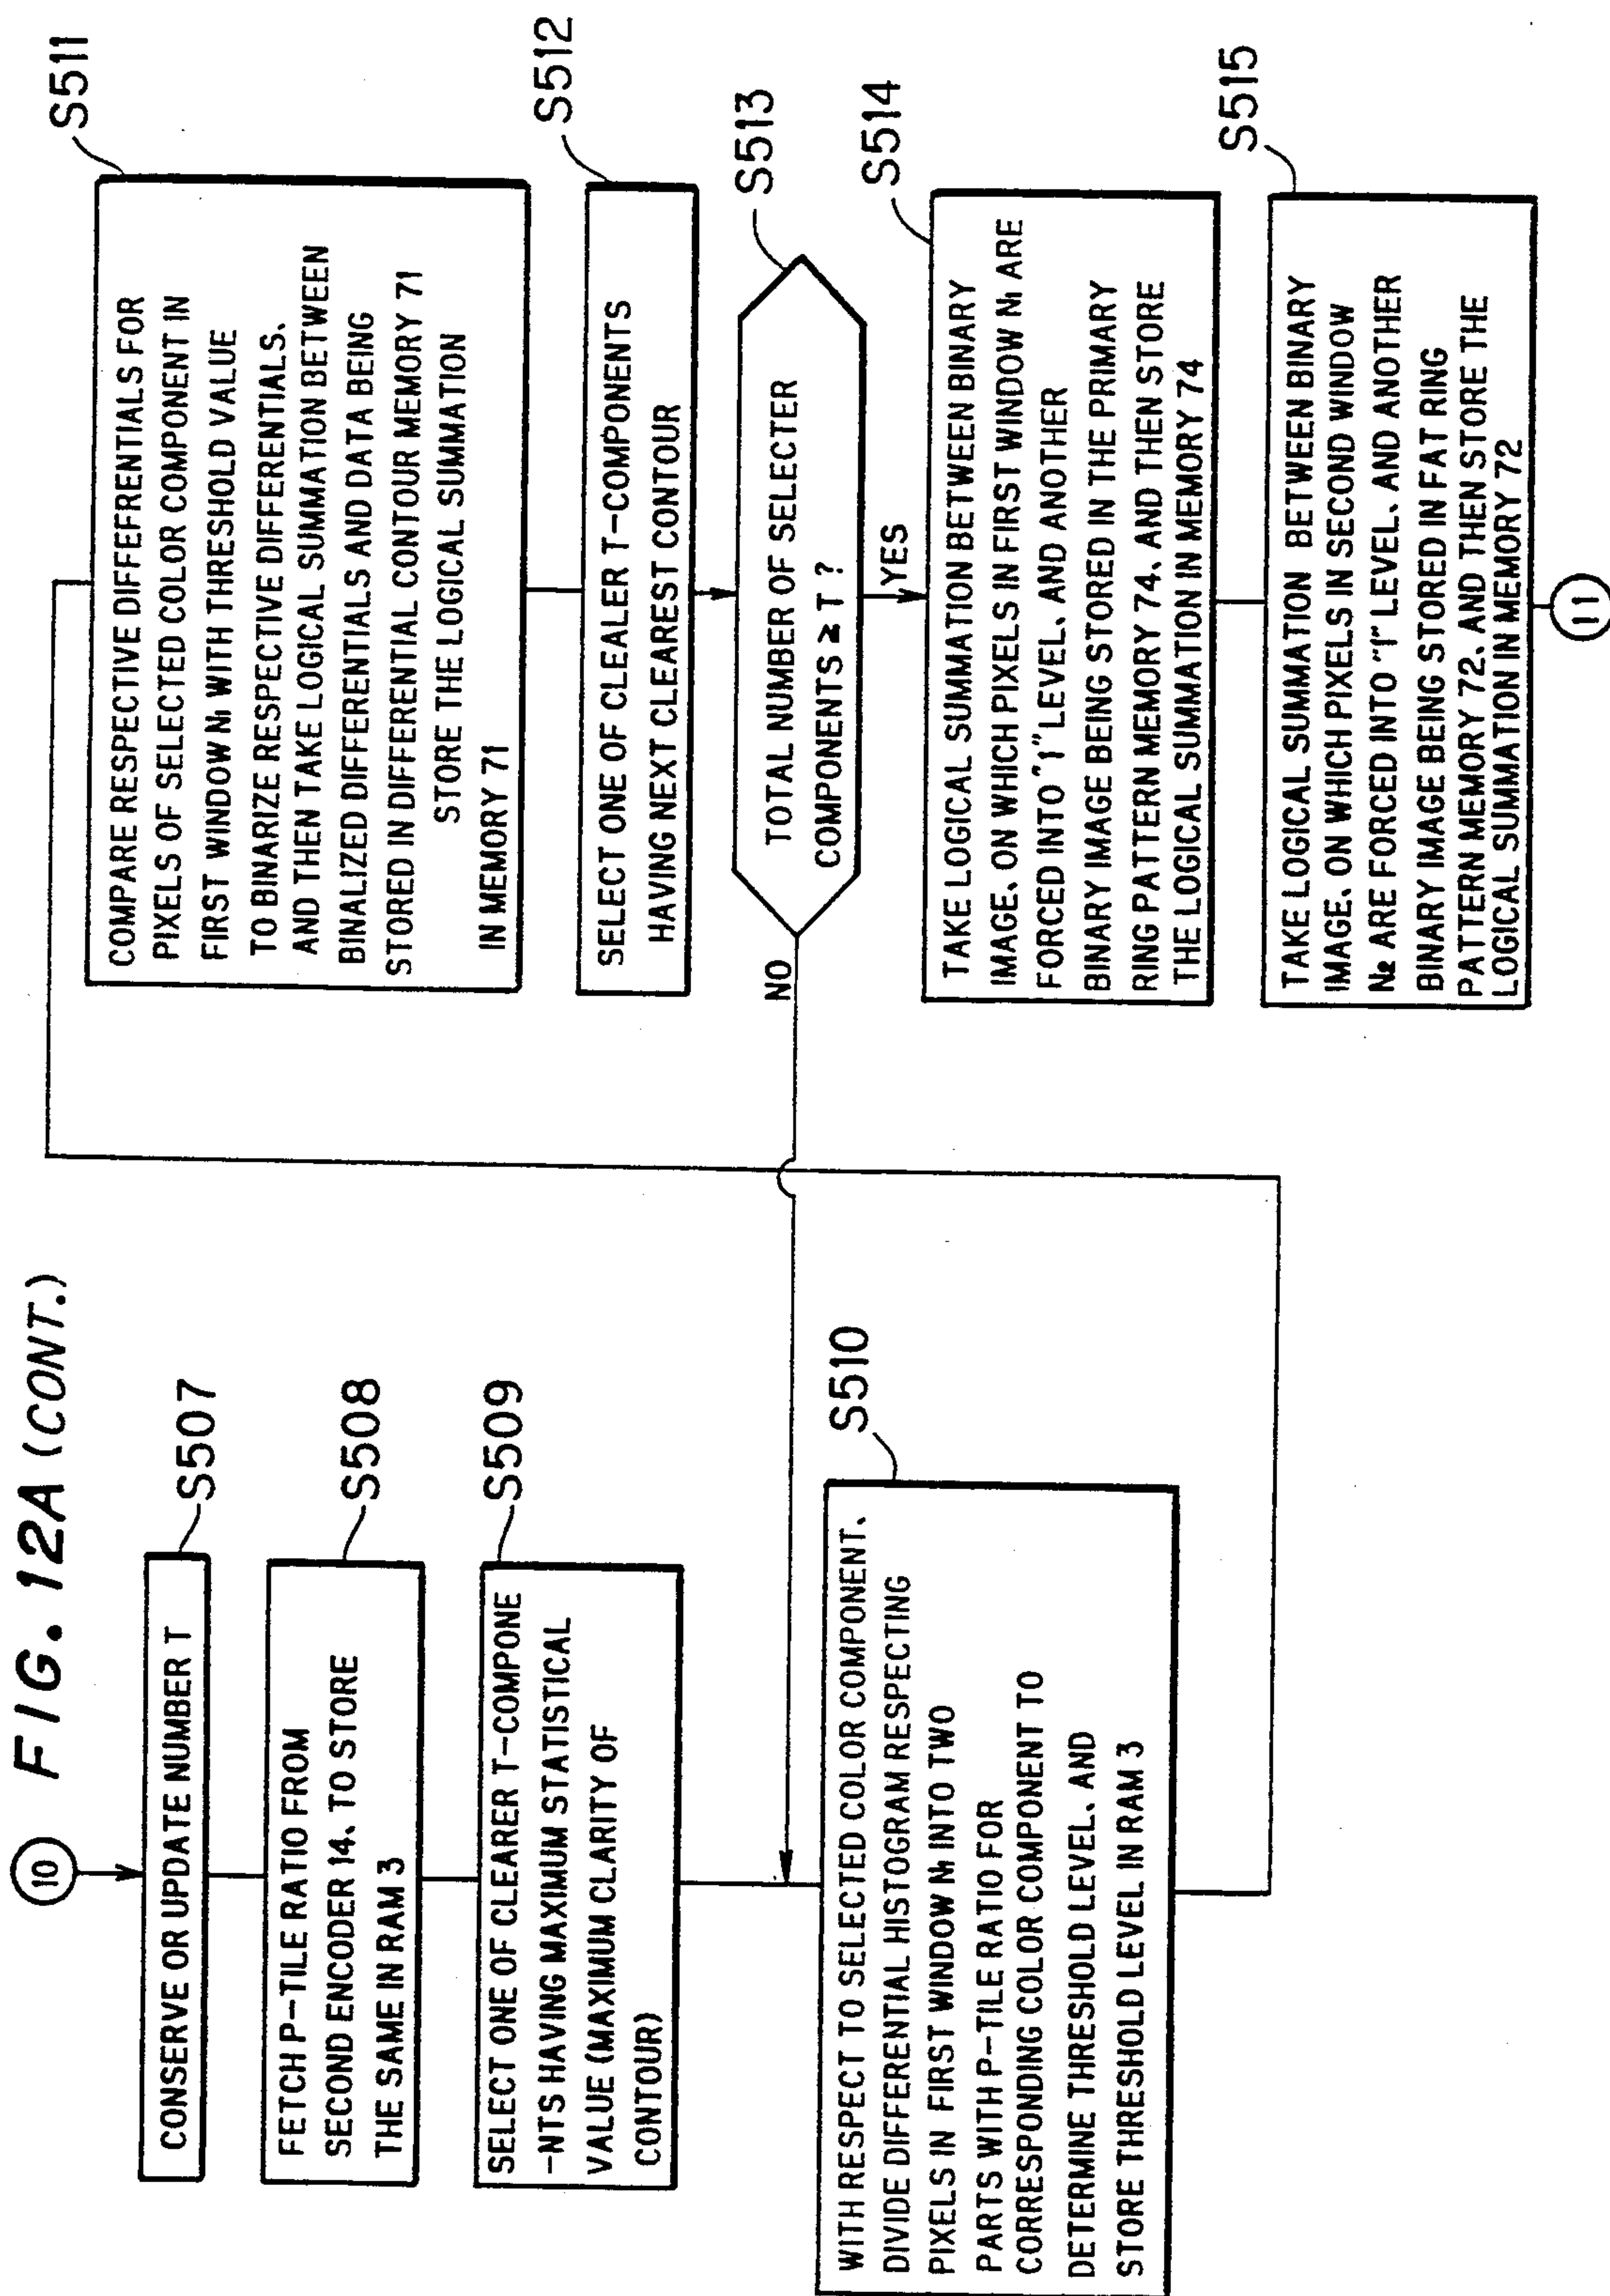 FIG. 12A (CONT.)
10
CONSERVE OR UPDATE NUMBER T
S507
FETCH P-TILE RATIO FROM
SECOND ENCODER 14. TO STORE
THE SAME IN RAM 3
S508
SELECT ONE OF CLEARER T-COMPONE
-NTS HAVING MAXIMUM STATISTICAL
VALUE (MAXIMUM CLARITY OF
CONTOUR)
S509
WITH RESPECT TO SELECTED COLOR COMPONENT.
DIVIDE DIFFERENTIAL HISTOGRAM RESPECTING
PIXELS IN FIRST WINDOW N1 INTO TWO
PARTS WITH P-TILE RATIO FOR
CORRESPONDING COLOR COMPONENT TO
DETERMINE THRESHOLD LEVEL. AND
STORE THRESHOLD LEVEL IN RAM 3
S510
COMPARE RESPECTIVE DIFFEFRENTIALS FOR
PIXELS OF SELECTED COLOR COMPONENT IN
FIRST WINDOW N1 WITH THRESHOLD VALUE
TO BINARIZE RESPECTIVE DIFFERENTIALS.
AND THEN TAKE LOGICAL SUMMATION BETWEEN
BINALIZED DIFFERENTIALS AND DATA BEING
STORED IN DIFFERENTIAL CONTOUR MEMORY 71
STORE THE LOGICAL SUMMATION
IN MEMORY 71
S511
SELECT ONE OF CLEALER T-COMPONENTS
HAVING NEXT CLEAREST CONTOUR
S512
TOTAL NUMBER OF SELECTER
COMPONENTS ≥ T ?
S513
NO
YES
TAKE LOGICAL SUMMATION BETWEEN BINARY
IMAGE. ON WHICH PIXELS IN FIRST WINDOW N1 ARE
FORCED INTO "1" LEVEL. AND ANOTHER
BINARY IMAGE BEING STORED IN THE PRIMARY
RING PATTERN MEMORY 74. AND THEN STORE
THE LOGICAL SUMMATION IN MEMORY 74
S514
TAKE LOGICAL SUMMATION BETWEEN BINARY
IMAGE. ON WHICH PIXELS IN SECOND WINDOW
N2 ARE FORCED INTO "1" LEVEL. AND ANOTHER
BINARY IMAGE BEING STORED IN FAT RING
PATTERN MEMORY 72. AND THEN STORE THE
LOGICAL SUMMATION IN MEMORY 72
S515
11